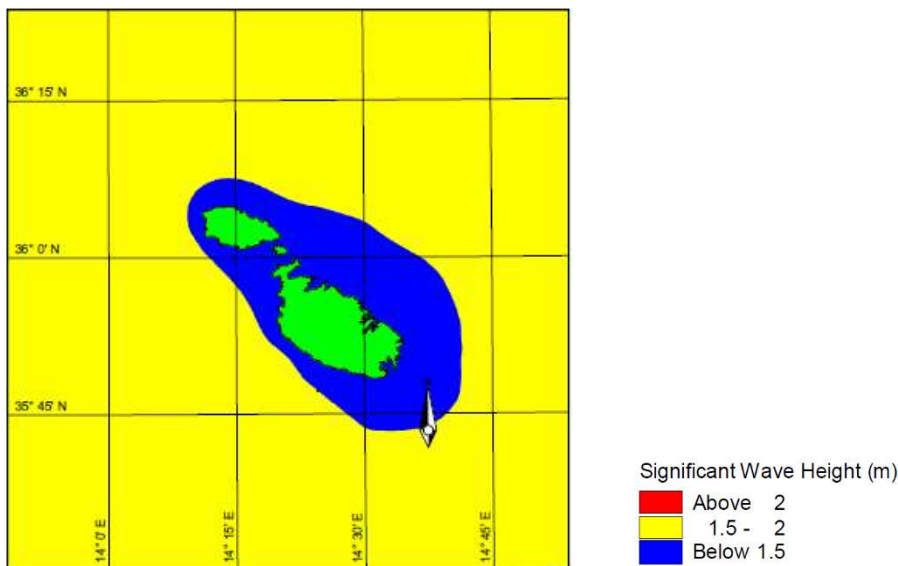 36° 15' N
36° 0' N
35° 45' N
14° 0' E
14° 15' E
14° 30' E
14° 45' E
Significant Wave Height (m)
Above 2
1.5 - 2
Below 1.5